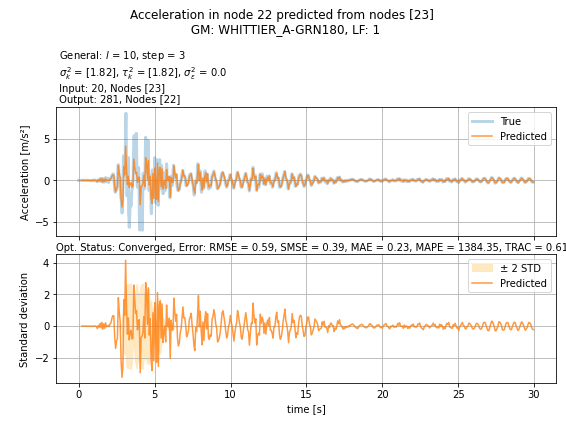 Acceleration in node 22 predicted from nodes [23]
GM: WHITTIER_A-GRN180, LF: 1
General: l = 10, step = 3
σ²ₖ = [1.82], τ²ₖ = [1.82], σ²ε = 0.0
Input: 20, Nodes [23]
Output: 281, Nodes [22]
Acceleration [m/s²]
5
0
−5
True
Predicted
Opt. Status: Converged, Error: RMSE = 0.59, SMSE = 0.39, MAE = 0.23, MAPE = 1384.35, TRAC = 0.61
Standard deviation
4
2
0
−2
± 2 STD
Predicted
0 5 10 15 20 25 30
time [s]